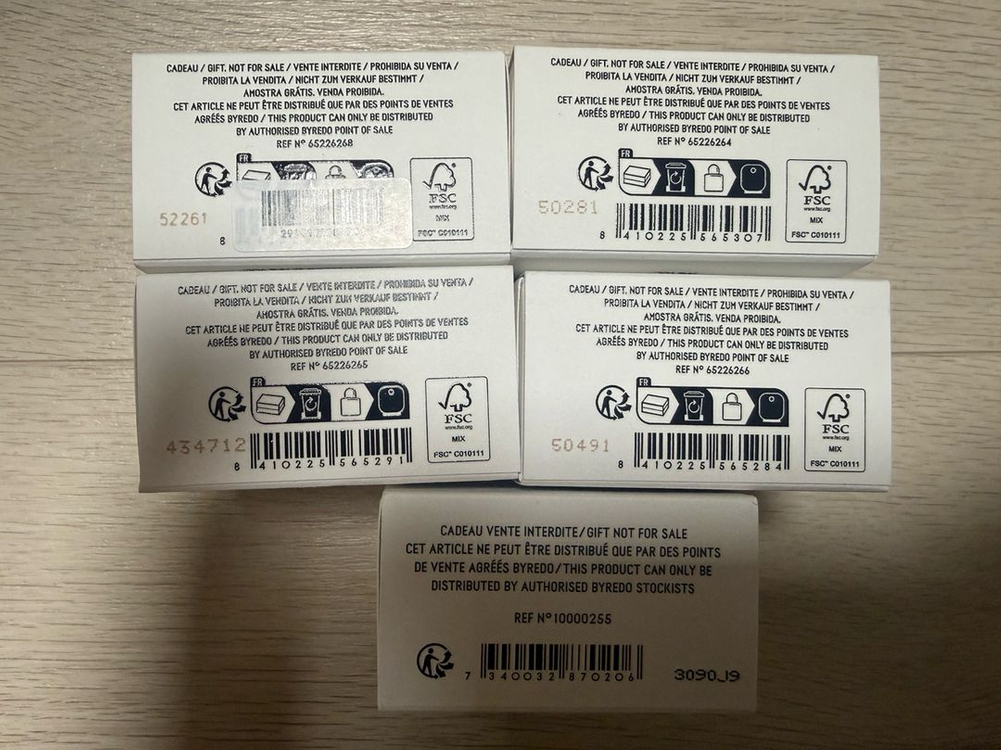 CADEAU / GIFT. NOT FOR SALE / VENTE INTERDITE / PROHIBIDA SU VENTA /
PROIBITA LA VENDITA / NICHT ZUM VERKAUF BESTIMMT /
AMOSTRA GRÁTIS. VENDA PROIBIDA.
CET ARTICLE NE PEUT ÊTRE DISTRIBUÉ QUE PAR DES POINTS DE VENTES
AGRÉÉS BYREDO / THIS PRODUCT CAN ONLY BE DISTRIBUTED
BY AUTHORISED BYREDO POINT OF SALE
REF Nº 65226268
FR
FSC
www.fsc.org
MIX
FSC™ C010111
52261
8
CADEAU / GIFT. NOT FOR SALE / VENTE INTERDITE / PROHIBIDA SU VENTA /
PROIBITA LA VENDITA / NICHT ZUM VERKAUF BESTIMMT /
AMOSTRA GRÁTIS. VENDA PROIBIDA.
CET ARTICLE NE PEUT ÊTRE DISTRIBUÉ QUE PAR DES POINTS DE VENTES
AGRÉÉS BYREDO / THIS PRODUCT CAN ONLY BE DISTRIBUTED
BY AUTHORISED BYREDO POINT OF SALE
REF Nº 65226264
FR
FSC
www.fsc.org
MIX
FSC™ C010111
50281
8 410225 565307
CADEAU / GIFT. NOT FOR SALE / VENTE INTERDITE / PROHIBIDA SU VENTA /
PROIBITA LA VENDITA / NICHT ZUM VERKAUF BESTIMMT /
AMOSTRA GRÁTIS. VENDA PROIBIDA.
CET ARTICLE NE PEUT ÊTRE DISTRIBUÉ QUE PAR DES POINTS DE VENTES
AGRÉÉS BYREDO / THIS PRODUCT CAN ONLY BE DISTRIBUTED
BY AUTHORISED BYREDO POINT OF SALE
REF Nº 65226265
FR
FSC
www.fsc.org
MIX
FSC™ C010111
434712
8 410225 565291
CADEAU / GIFT. NOT FOR SALE / VENTE INTERDITE / PROHIBIDA SU VENTA /
PROIBITA LA VENDITA / NICHT ZUM VERKAUF BESTIMMT /
AMOSTRA GRÁTIS. VENDA PROIBIDA.
CET ARTICLE NE PEUT ÊTRE DISTRIBUÉ QUE PAR DES POINTS DE VENTES
AGRÉÉS BYREDO / THIS PRODUCT CAN ONLY BE DISTRIBUTED
BY AUTHORISED BYREDO POINT OF SALE
REF Nº 65226266
FR
FSC
www.fsc.org
MIX
FSC™ C010111
50491
8 410225 565284
CADEAU VENTE INTERDITE/GIFT NOT FOR SALE
CET ARTICLE NE PEUT ÊTRE DISTRIBUÉ QUE PAR DES POINTS
DE VENTE AGRÉÉS BYREDO/THIS PRODUCT CAN ONLY BE
DISTRIBUTED BY AUTHORISED BYREDO STOCKISTS
REF Nº10000255
7 340032 870206
3090J9